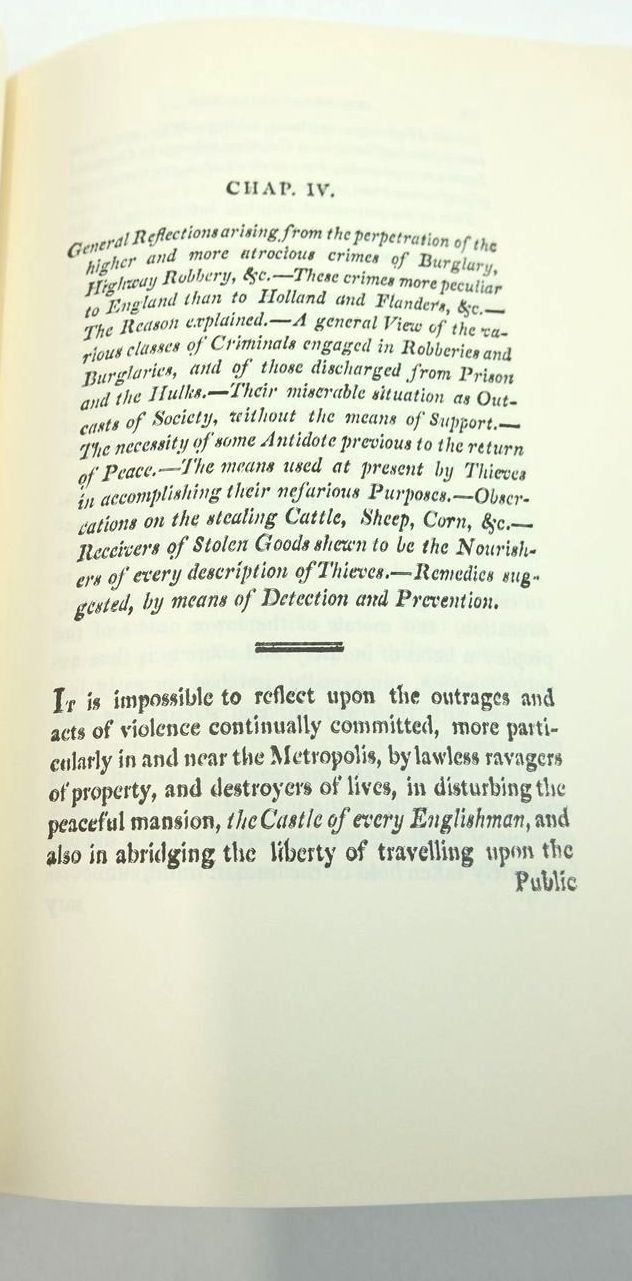 CHAP. IV.
General Reflections arising from the perpetration of the
higher and more atrocious crimes of Burglary,
Highway Robbery, &c.—These crimes more peculiar
to England than to Holland and Flanders, &c.—
The Reason explained.—A general View of the va-
rious classes of Criminals engaged in Robberies and
Burglaries, and of those discharged from Prison
and the Hulks.—Their miserable situation as Out-
casts of Society, without the means of Support.—
The necessity of some Antidote previous to the return
of Peace.—The means used at present by Thieves
in accomplishing their nefarious Purposes.—Obser-
vations on the stealing Cattle, Sheep, Corn, &c.—
Receivers of Stolen Goods shewn to be the Nourish-
ers of every description of Thieves.—Remedies sug-
gested, by means of Detection and Prevention.
IT is impossible to reflect upon the outrages and
acts of violence continually committed, more parti-
cularly in and near the Metropolis, by lawless ravagers
of property, and destroyers of lives, in disturbing the
peaceful mansion, the Castle of every Englishman, and
also in abridging the liberty of travelling upon the
Public